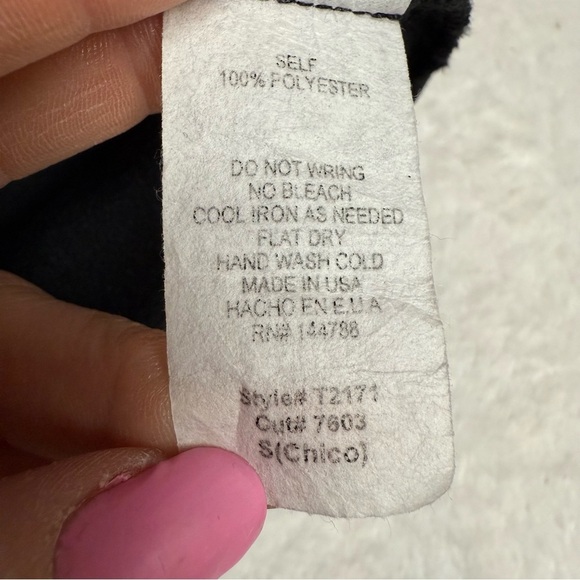 SELF
100% POLYESTER
DO NOT WRING
NO BLEACH
COOL IRON AS NEEDED
FLAT DRY
HAND WASH COLD
MADE IN USA
HACHO EN E.U.A
RN# 144788
Style# T2171
Cut# 7603
S(Chico)